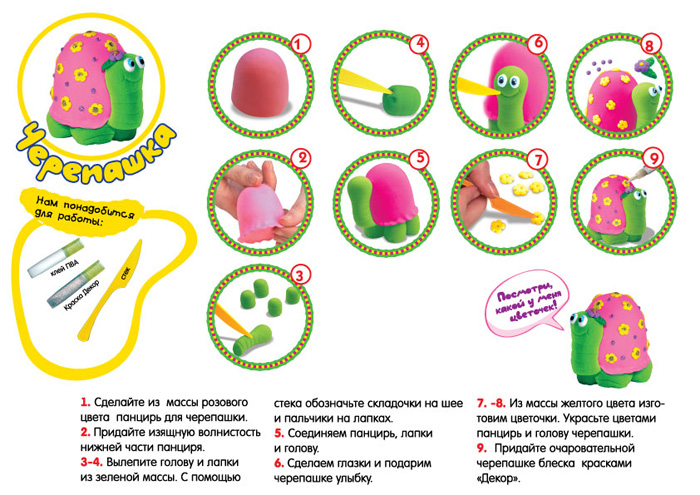 Черепашка
Нам понадобится
для работы:
клей ПВА
Краска Декор
стек
1
2
3
4
5
6
7
8
9
Посмотри,
какой у меня
цветочек!
1. Сделайте из массы розового
цвета панцирь для черепашки.
2. Придайте изящную волнистость
нижней части панциря.
3-4. Вылепите голову и лапки
из зеленой массы. С помощью
стека обозначьте складочки на шее
и пальчики на лапках.
5. Соединяем панцирь, лапки
и голову.
6. Сделаем глазки и подарим
черепашке улыбку.
7. -8. Из массы желтого цвета изго-
товим цветочки. Украсьте цветами
панцирь и голову черепашки.
9. Придайте очаровательной
черепашке блеска красками
«Декор».